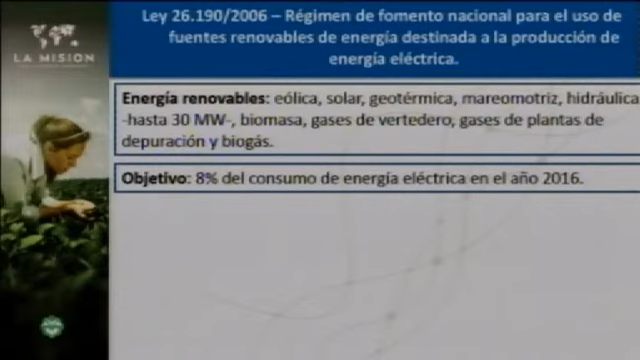 LA MISION
Ley 26.190/2006 – Régimen de fomento nacional para el uso de
fuentes renovables de energía destinada a la producción de
energía eléctrica.
Energía renovables: eólica, solar, geotérmica, mareomotriz, hidráulica
-hasta 30 MW-, biomasa, gases de vertedero, gases de plantas de
depuración y biogás.
Objetivo: 8% del consumo de energía eléctrica en el año 2016.